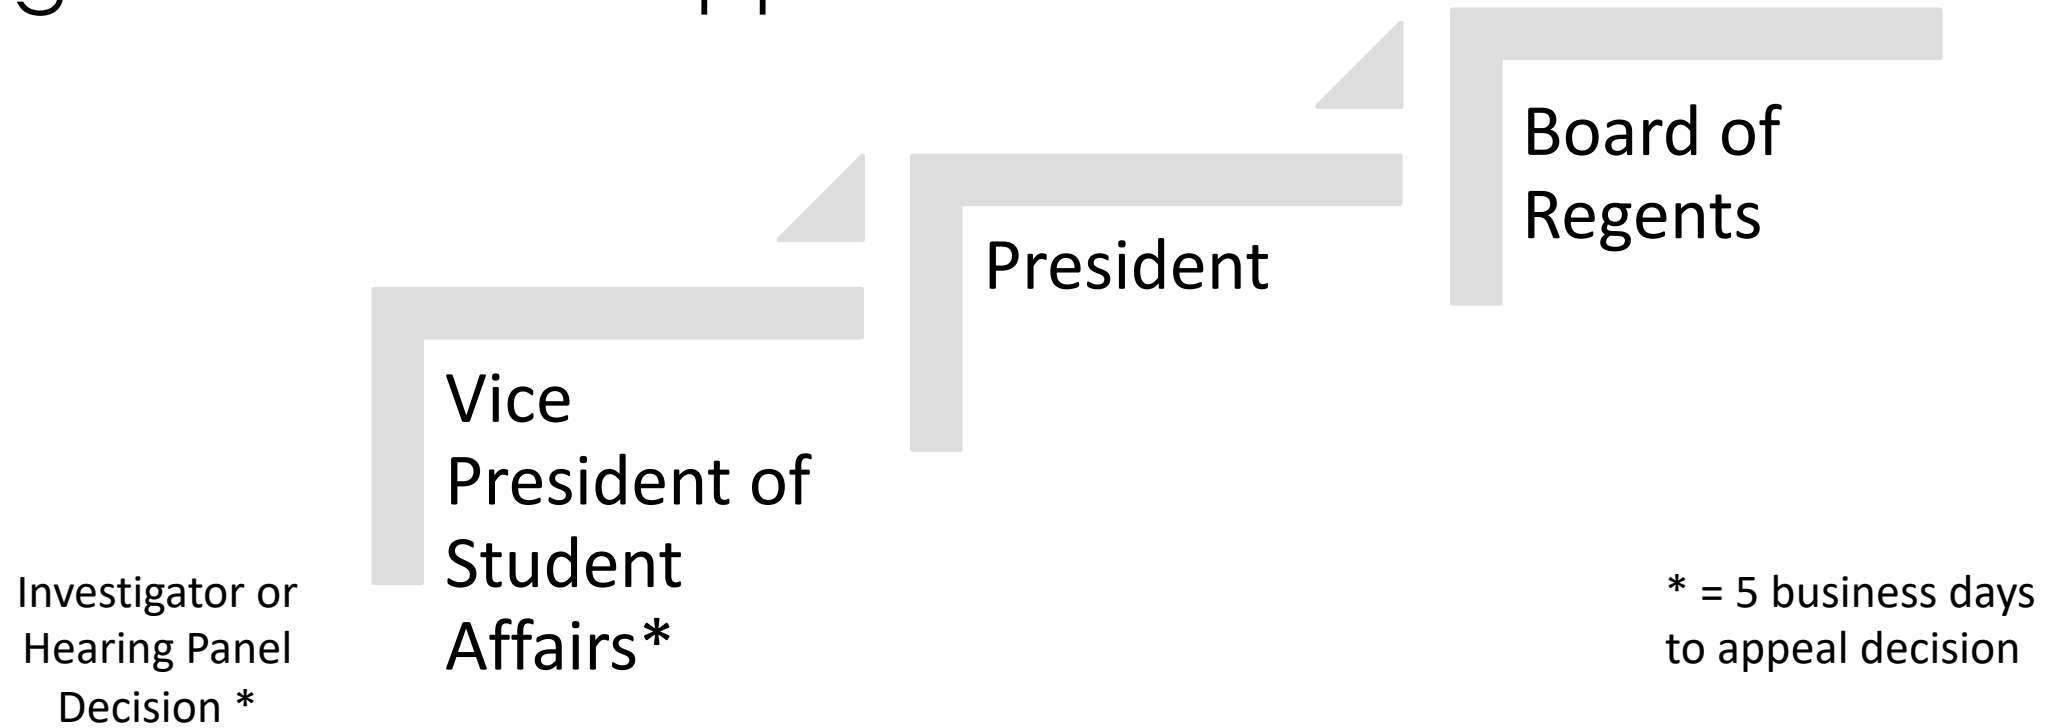 Investigator or
Hearing Panel
Decision *
Vice
President of
Student
Affairs*
President
Board of
Regents
* = 5 business days
to appeal decision